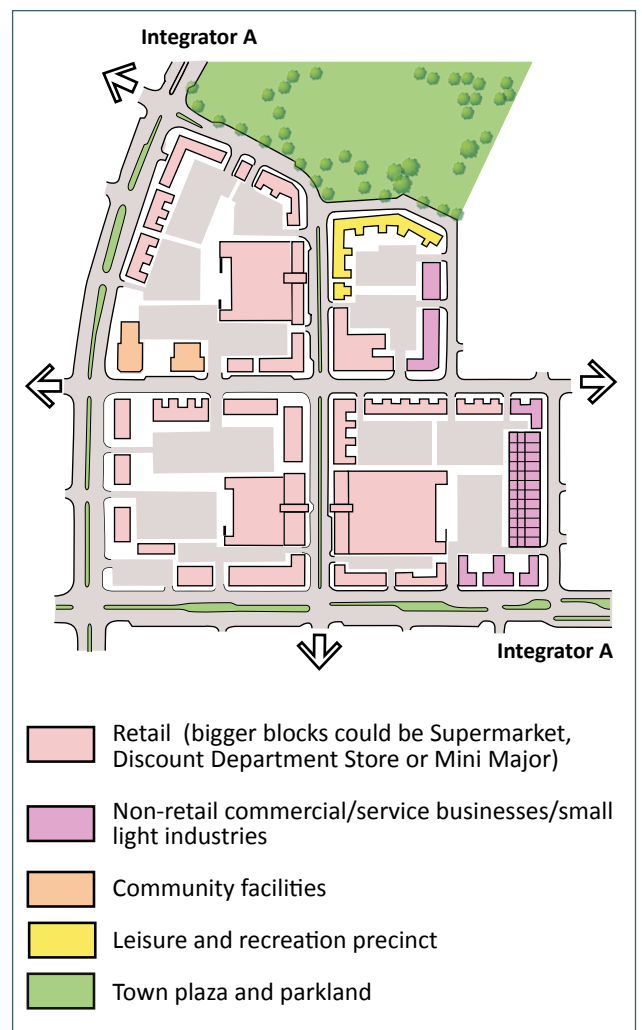 Integrator A
Integrator A
Retail (bigger blocks could be Supermarket,
Discount Department Store or Mini Major)
Non-retail commercial/service businesses/small
light industries
Community facilities
Leisure and recreation precinct
Town plaza and parkland